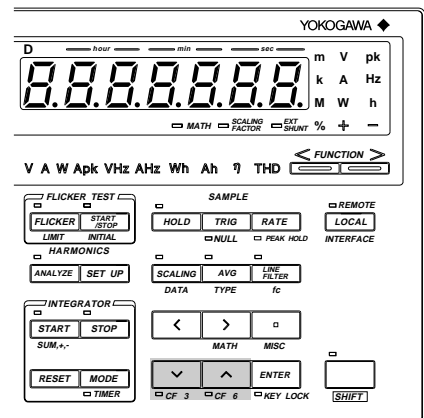 YOKOGAWA
D hour min sec
m V pk
k A Hz
M W h
MATH SCALING FACTOR EXT SHUNT % + −
V A W Apk VHz AHz Wh Ah η THD < FUNCTION >
FLICKER TEST SAMPLE REMOTE
FLICKER START /STOP HOLD TRIG RATE LOCAL
LIMIT INITIAL NULL PEAK HOLD INTERFACE
HARMONICS
ANALYZE SET UP SCALING AVG LINE FILTER
DATA TYPE fc
INTEGRATOR
START STOP < >
SUM,+,- MATH MISC
RESET MODE ENTER
TIMER CF 3 CF 6 KEY LOCK SHIFT